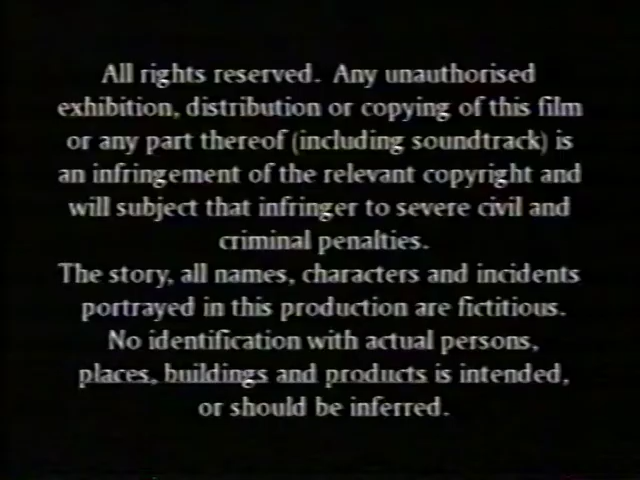 All rights reserved. Any unauthorised
exhibition, distribution or copying of this film
or any part thereof (including soundtrack) is
an infringement of the relevant copyright and
will subject that infringer to severe civil and
criminal penalties.
The story, all names, characters and incidents
portrayed in this production are fictitious.
No identification with actual persons,
places, buildings and products is intended,
or should be inferred.